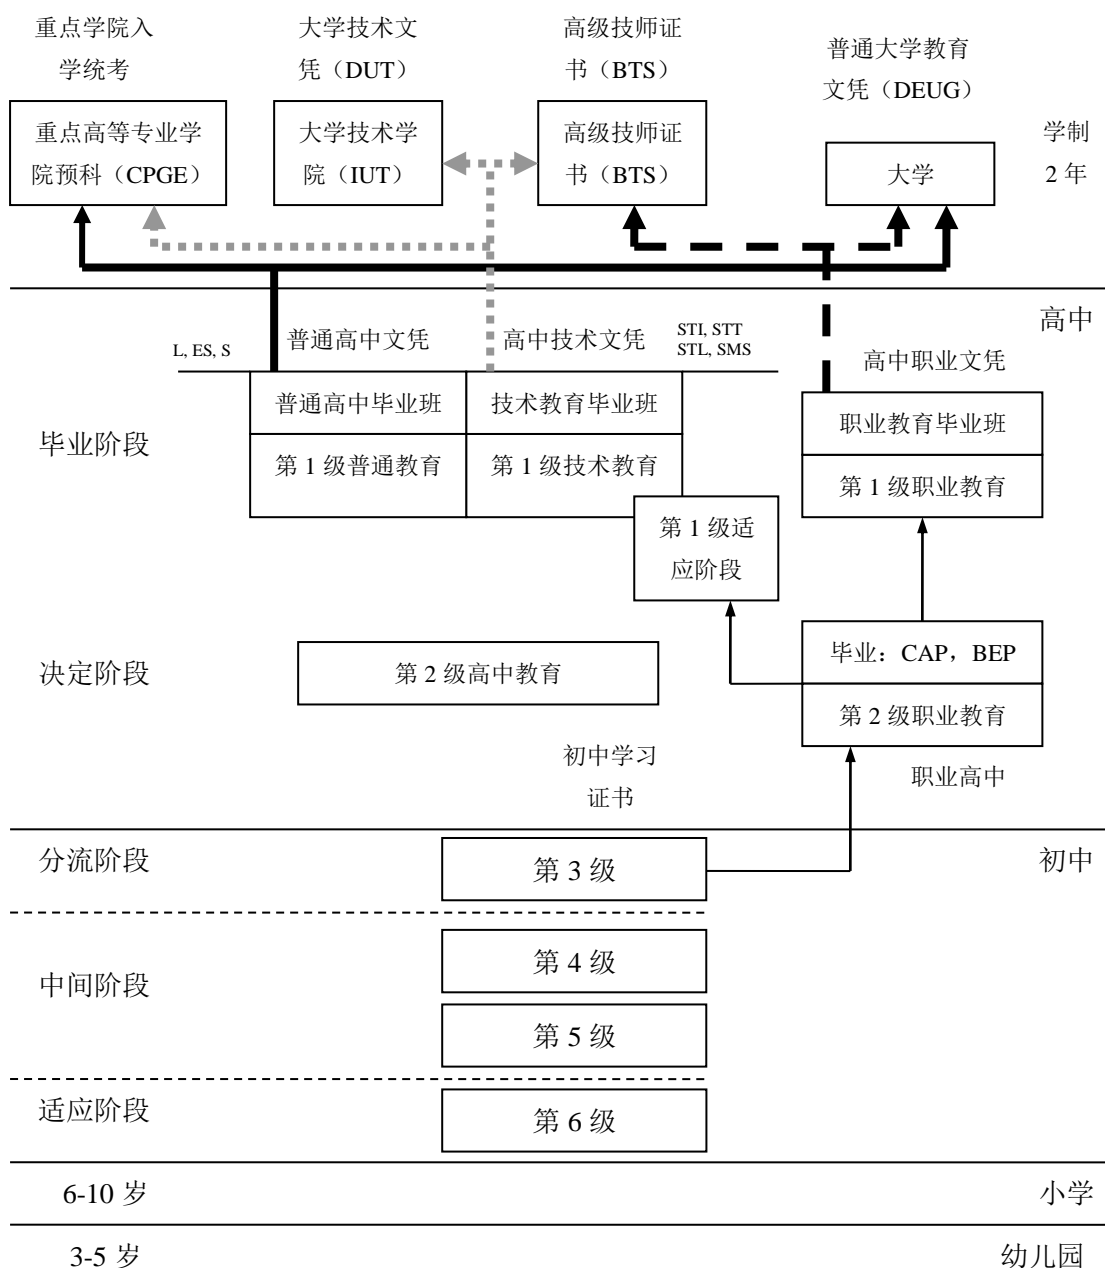 重点学院入
学统考
大学技术文
凭（DUT）
高级技师证
书（BTS）
普通大学教育
文凭（DEUG）
重点高等专业学
院预科（CPGE）
大学技术学
院（IUT）
高级技师证
书（BTS）
大学
学制
2 年
高中
L, ES, S
普通高中文凭
高中技术文凭
STI, STT
STL, SMS
高中职业文凭
毕业阶段
普通高中毕业班
技术教育毕业班
职业教育毕业班
第 1 级普通教育
第 1 级技术教育
第 1 级职业教育
第 1 级适
应阶段
决定阶段
第 2 级高中教育
毕业：CAP，BEP
第 2 级职业教育
初中学习
证书
职业高中
分流阶段
第 3 级
初中
中间阶段
第 4 级
第 5 级
适应阶段
第 6 级
6-10 岁
小学
3-5 岁
幼儿园